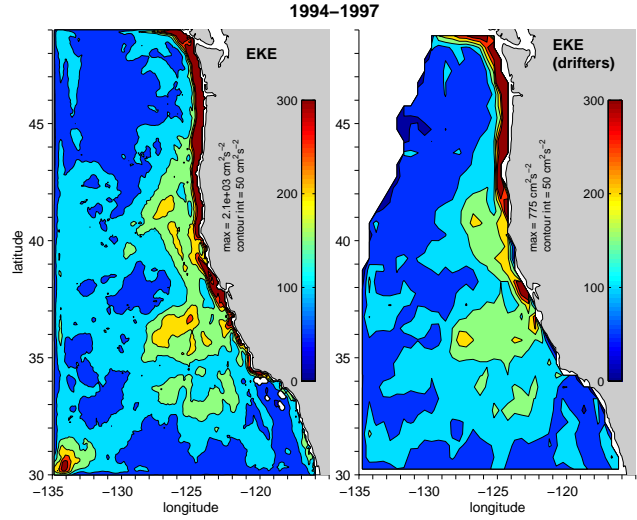 1994−1997
EKE
300
200
100
0
max = 2.1e+03 cm²s⁻²
contour int = 50 cm²s⁻²
latitude
45
40
35
30
−135
−130
−125
−120
longitude
EKE
(drifters)
300
200
100
0
max = 775 cm²s⁻²
contour int = 50 cm²s⁻²
45
40
35
30
−135
−130
−125
−120
longitude